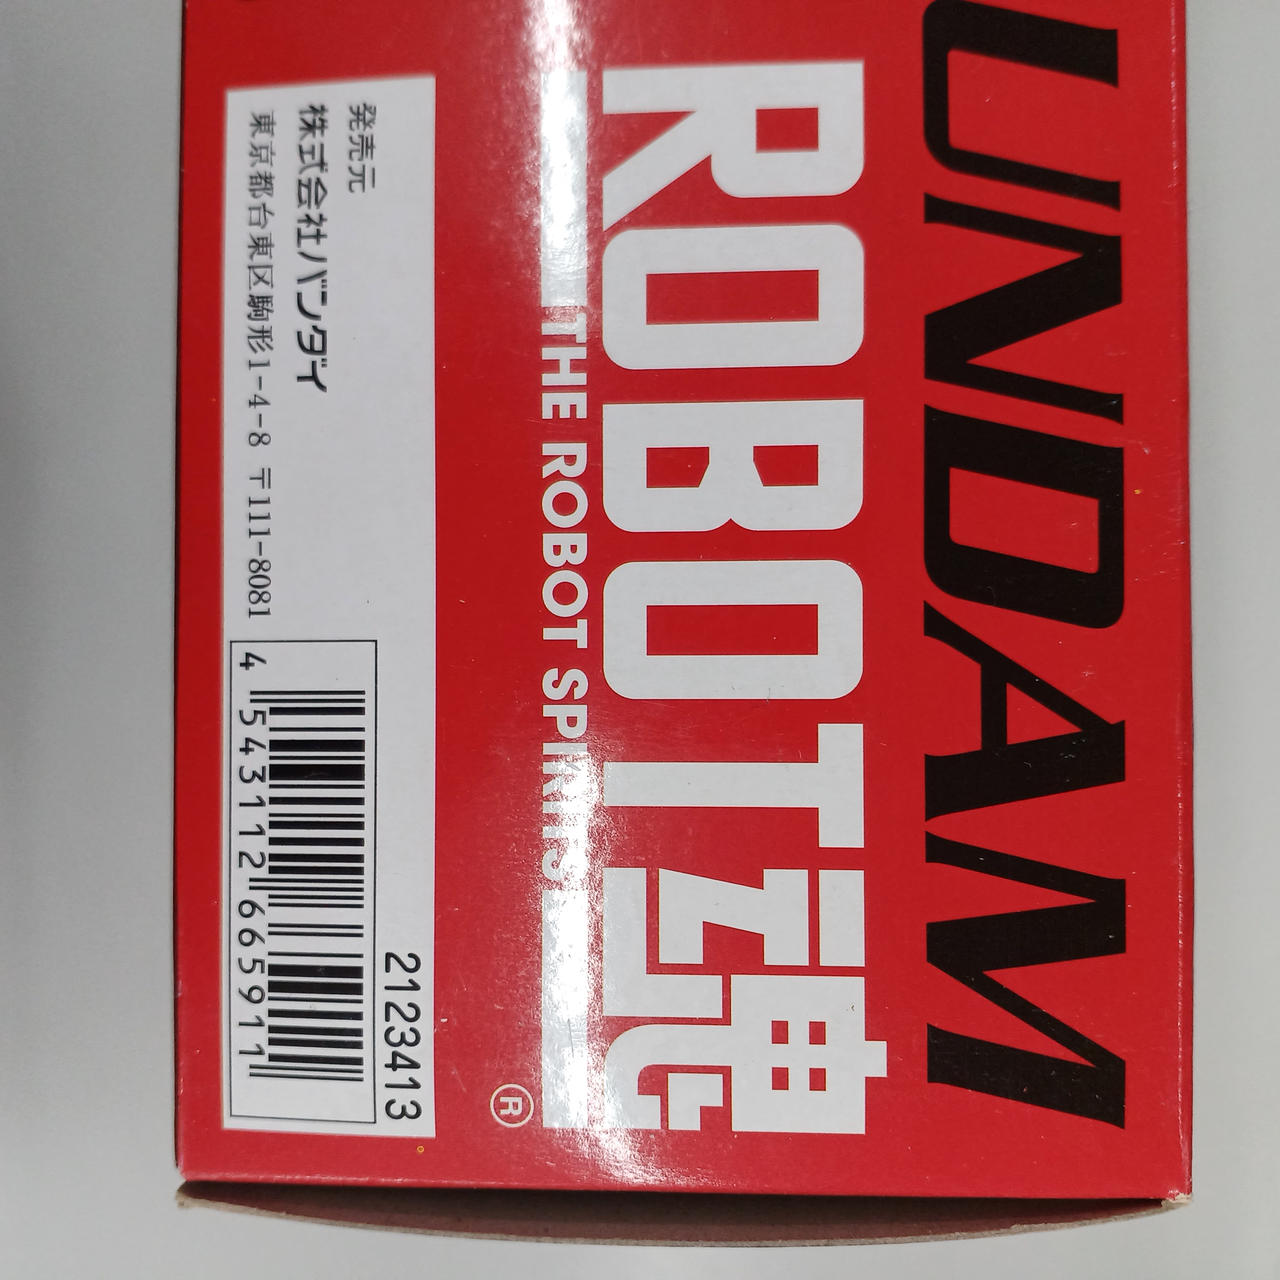 UNDAM
ROBOT魂
THE ROBOT SPIRITS
®
2123413
発売元
株式会社バンダイ
東京都台東区駒形1-4-8 〒111-8081
4 543112 665911